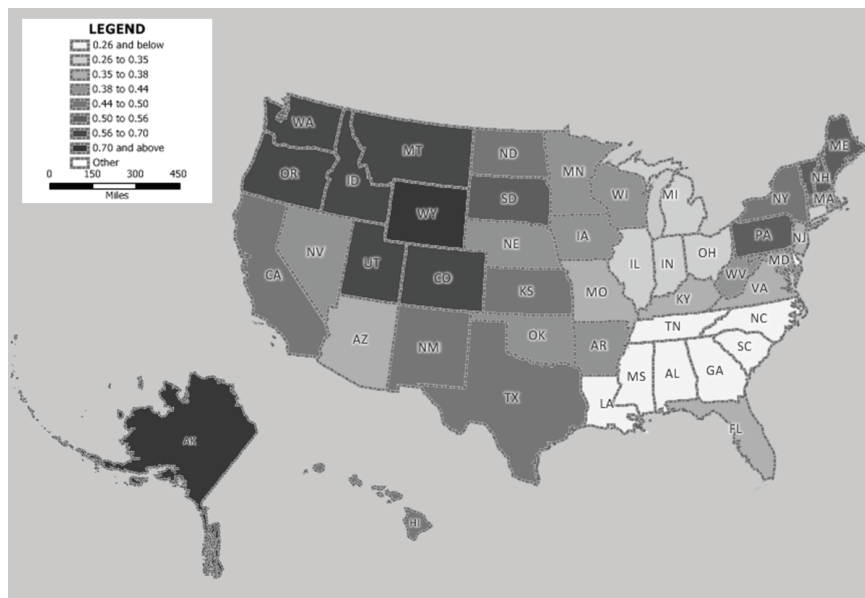 LEGEND
0.26 and below
0.26 to 0.35
0.35 to 0.38
0.38 to 0.44
0.44 to 0.50
0.50 to 0.56
0.56 to 0.70
0.70 and above
Other
0 150 300 450
Miles
WA
MT
ND
MN
ME
OR
ID
SD
WI
MI
NY
NH
MA
WY
IA
PA
NJ
NV
UT
CO
NE
IL
IN
OH
WV
MD
VA
CA
KS
MO
KY
AZ
NM
OK
AR
TN
NC
SC
TX
LA
MS
AL
GA
FL
AK
HI